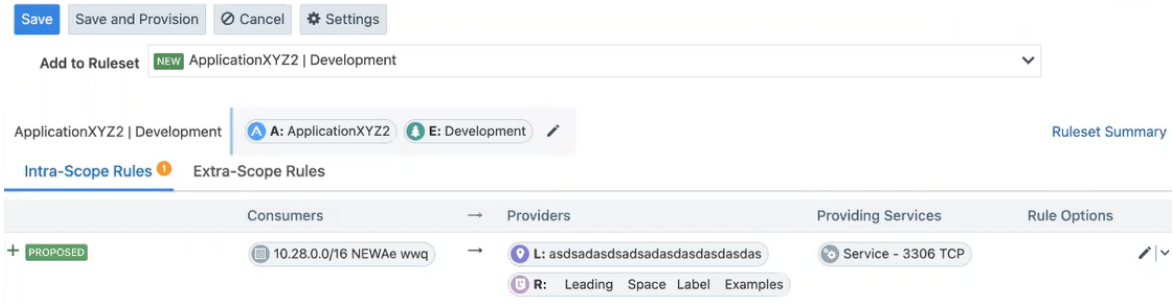 Save Save and Provision Cancel Settings
Add to Ruleset NEW ApplicationXYZ2 | Development
ApplicationXYZ2 | Development A: ApplicationXYZ2 E: Development Ruleset Summary
Intra-Scope Rules 1 Extra-Scope Rules
Consumers → Providers Providing Services Rule Options
+ PROPOSED 10.28.0.0/16 NEWAe wwq → L: asdsadasdsadsadasdasdasdasdas Service - 3306 TCP
R: Leading Space Label Examples